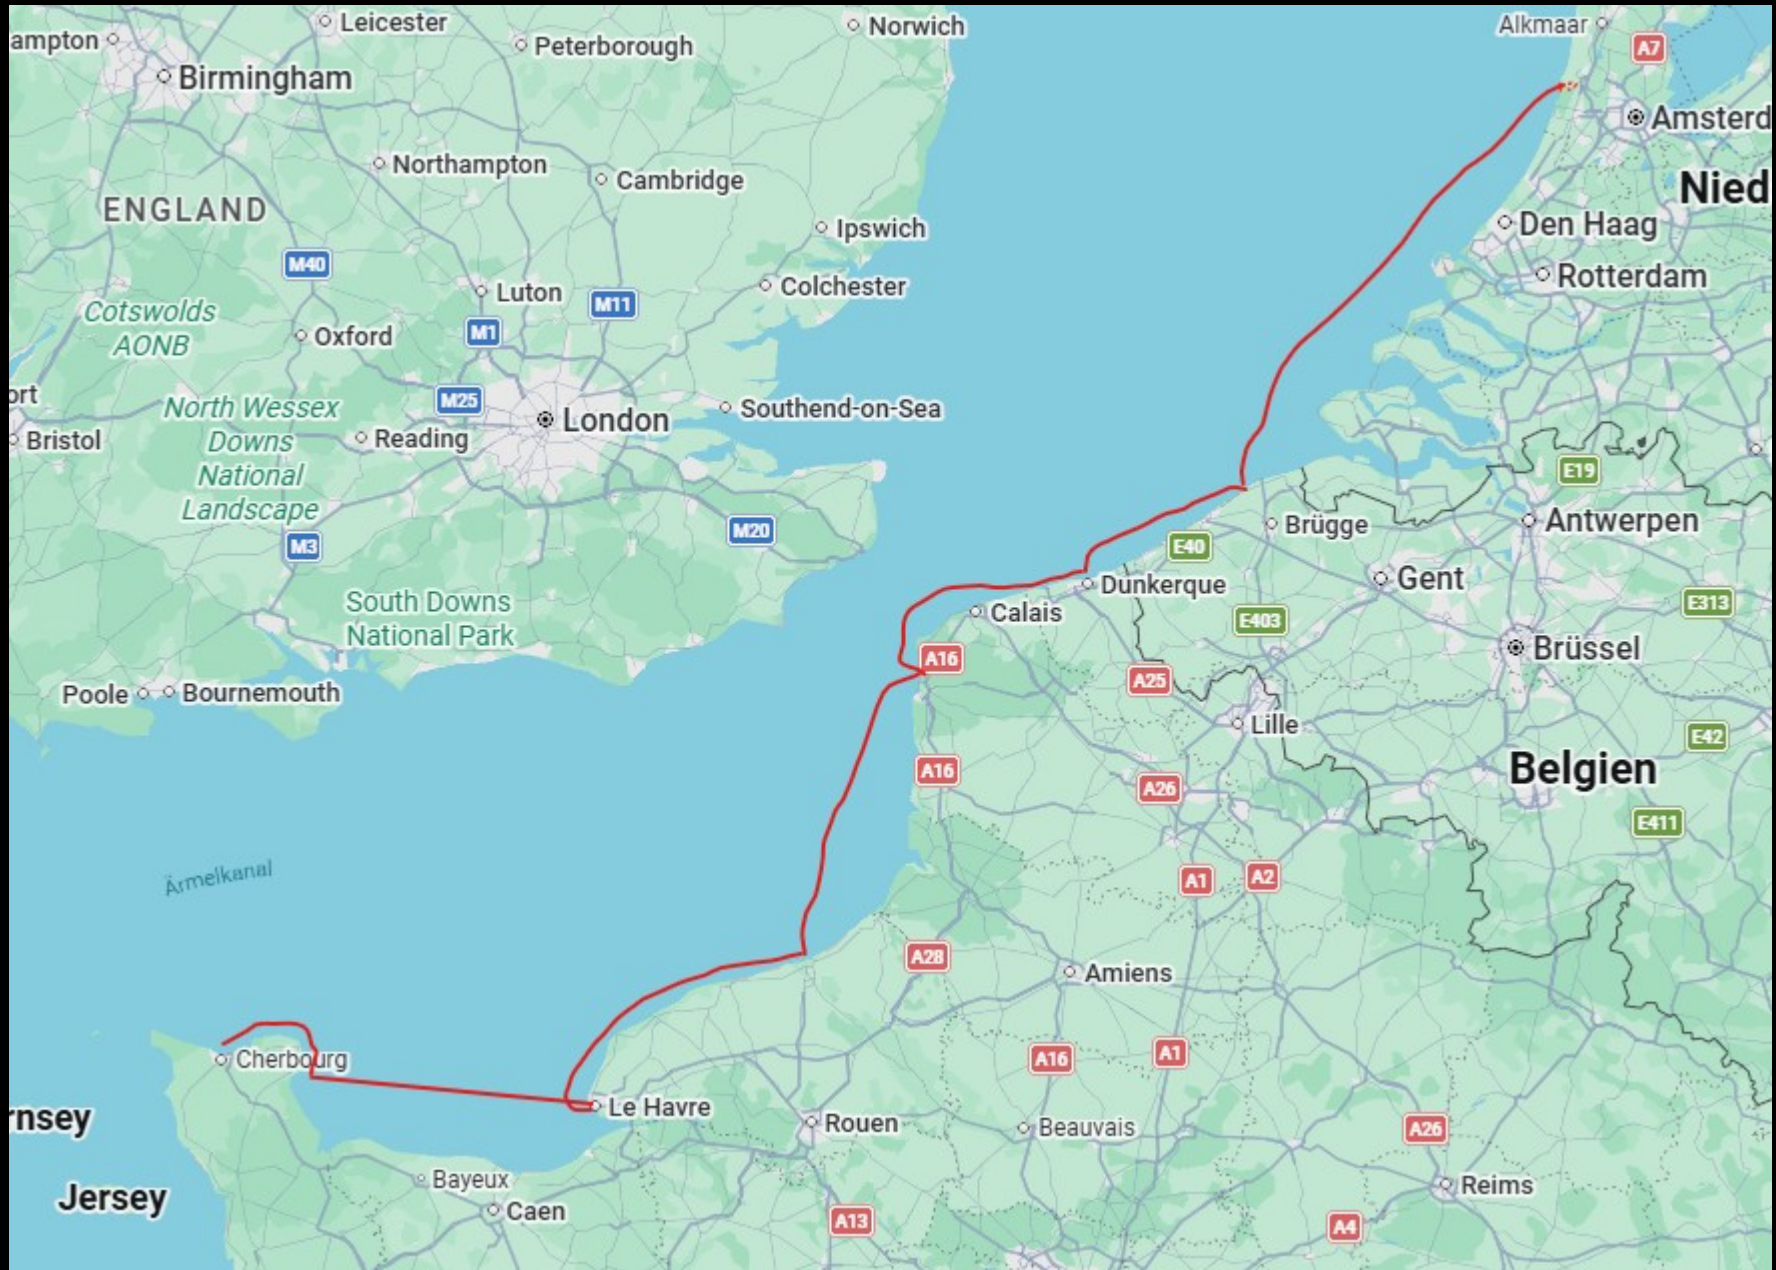 Leicester
Norwich
Alkmaar
ampton
Peterborough
A7
Birmingham
Amsterd
Northampton
Cambridge
Nied
ENGLAND
Ipswich
Den Haag
M40
Rotterdam
Colchester
Luton
M11
Cotswolds
AONB
M1
Oxford
ort
M25
North Wessex
Downs
National
Landscape
Southend-on-Sea
London
Bristol
Reading
E19
M20
Brügge
Antwerpen
M3
E40
Gent
Dunkerque
South Downs
National Park
Calais
E403
E313
Brüssel
A16
A25
Poole
Bournemouth
Lille
E42
A16
Belgien
A26
E411
Ärmelkanal
A1
A2
A28
Amiens
Cherbourg
A16
A1
Le Havre
rnsey
Rouen
Beauvais
A26
Bayeux
Reims
Jersey
Caen
A13
A4